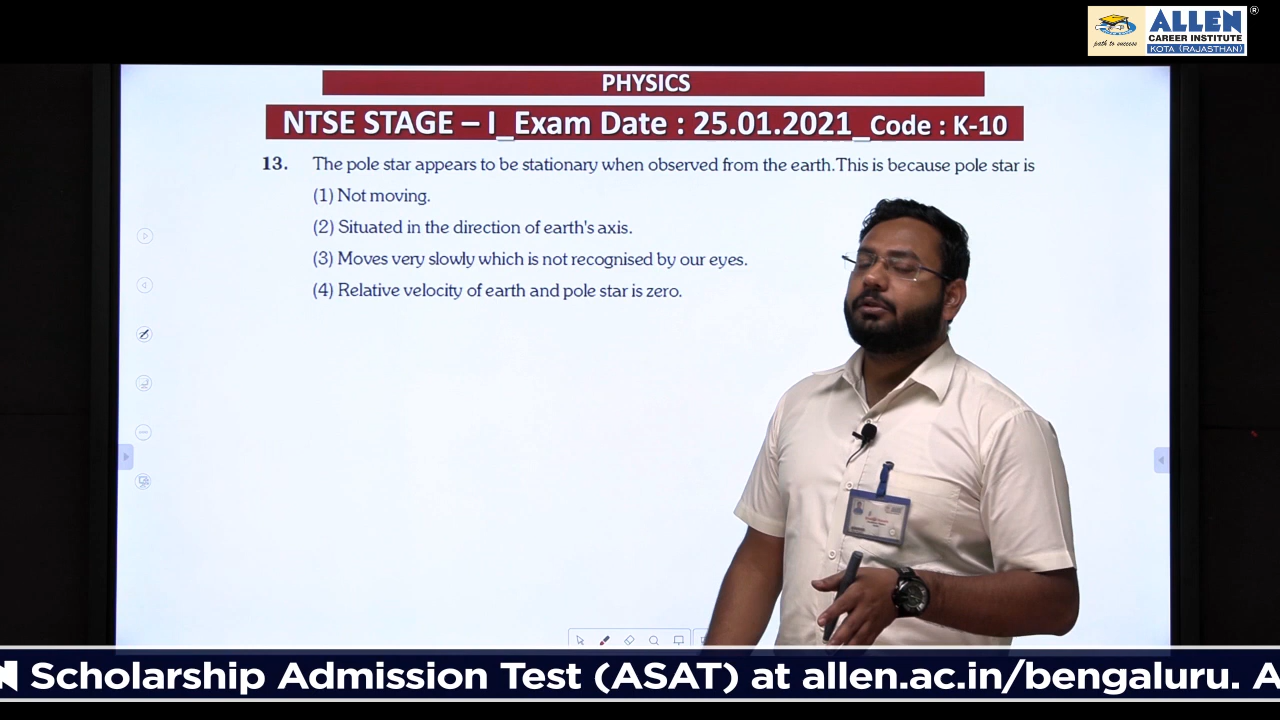 ALLEN
®
CAREER INSTITUTE
path to success
KOTA (RAJASTHAN)
PHYSICS
NTSE STAGE – I_Exam Date : 25.01.2021_Code : K-10
13. The pole star appears to be stationary when observed from the earth.This is because pole star is
(1) Not moving.
(2) Situated in the direction of earth's axis.
(3) Moves very slowly which is not recognised by our eyes.
(4) Relative velocity of earth and pole star is zero.
Scholarship Admission Test (ASAT) at allen.ac.in/bengaluru. A